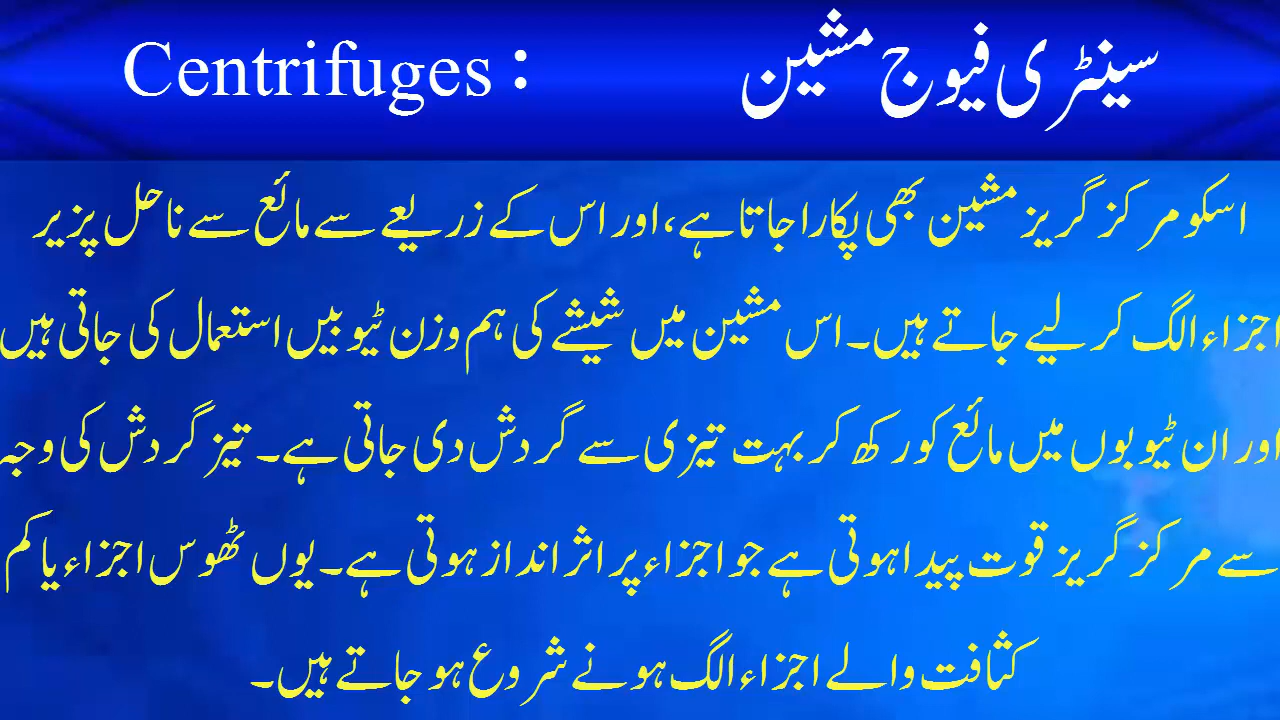 سینٹری فیوج مشین Centrifuges :
اسکو مرکز گریز مشین بھی پکارا جاتا ہے، اور اس کے زریعے سے مائع سے ناحل پزیر
اجزاء الگ کر لیے جاتے ہیں۔ اس مشین میں شیشے کی ہم وزن ٹیوبیں استعمال کی جاتی ہیں
اور ان ٹیوبوں میں مائع کو رکھ کر بہت تیزی سے گردش دی جاتی ہے۔ تیز گردش کی وجہ
سے مرکز گریز قوت پیدا ہوتی ہے جو اجزاء پر اثر انداز ہوتی ہے۔ یوں ٹھوس اجزاء یا کم
کثافت والے اجزاء الگ ہونے شروع ہو جاتے ہیں۔